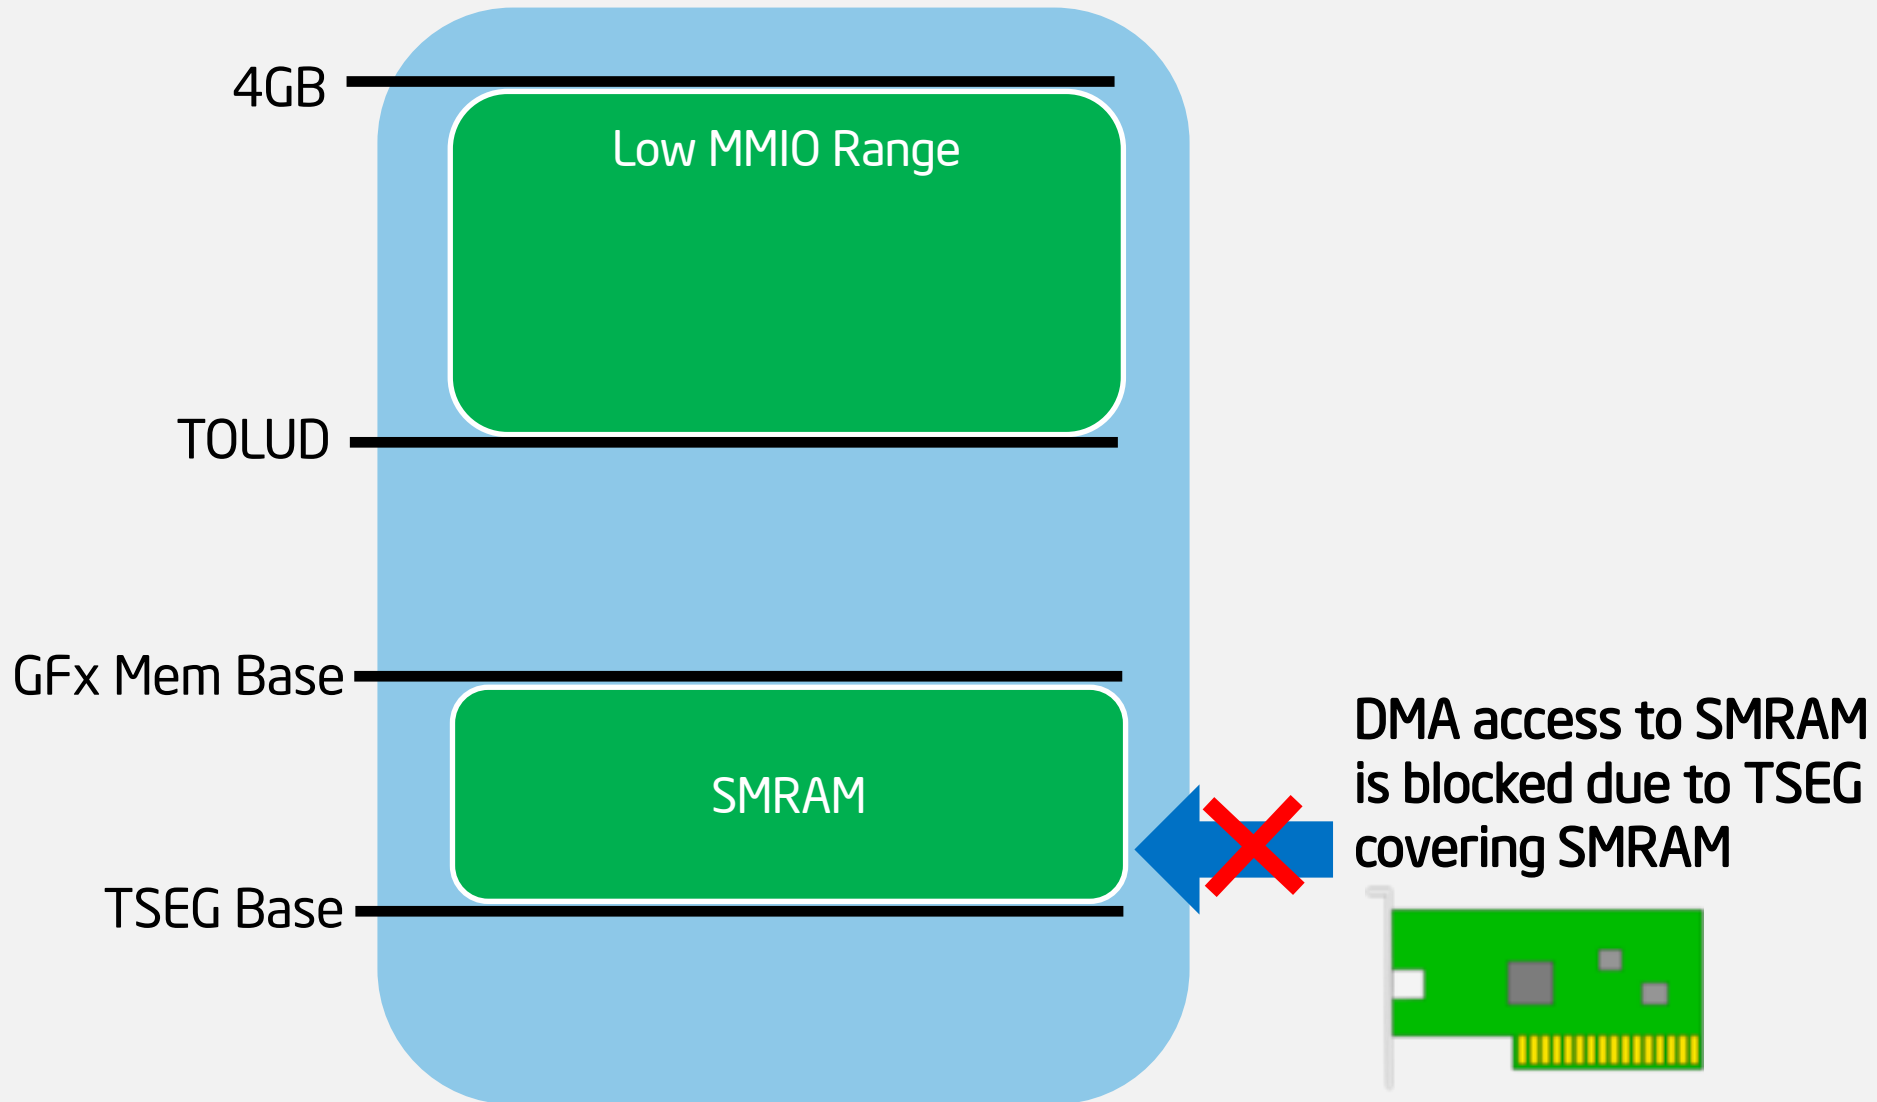 4GB
Low MMIO Range
TOLUD
GFx Mem Base
SMRAM
DMA access to SMRAM
is blocked due to TSEG
covering SMRAM
TSEG Base